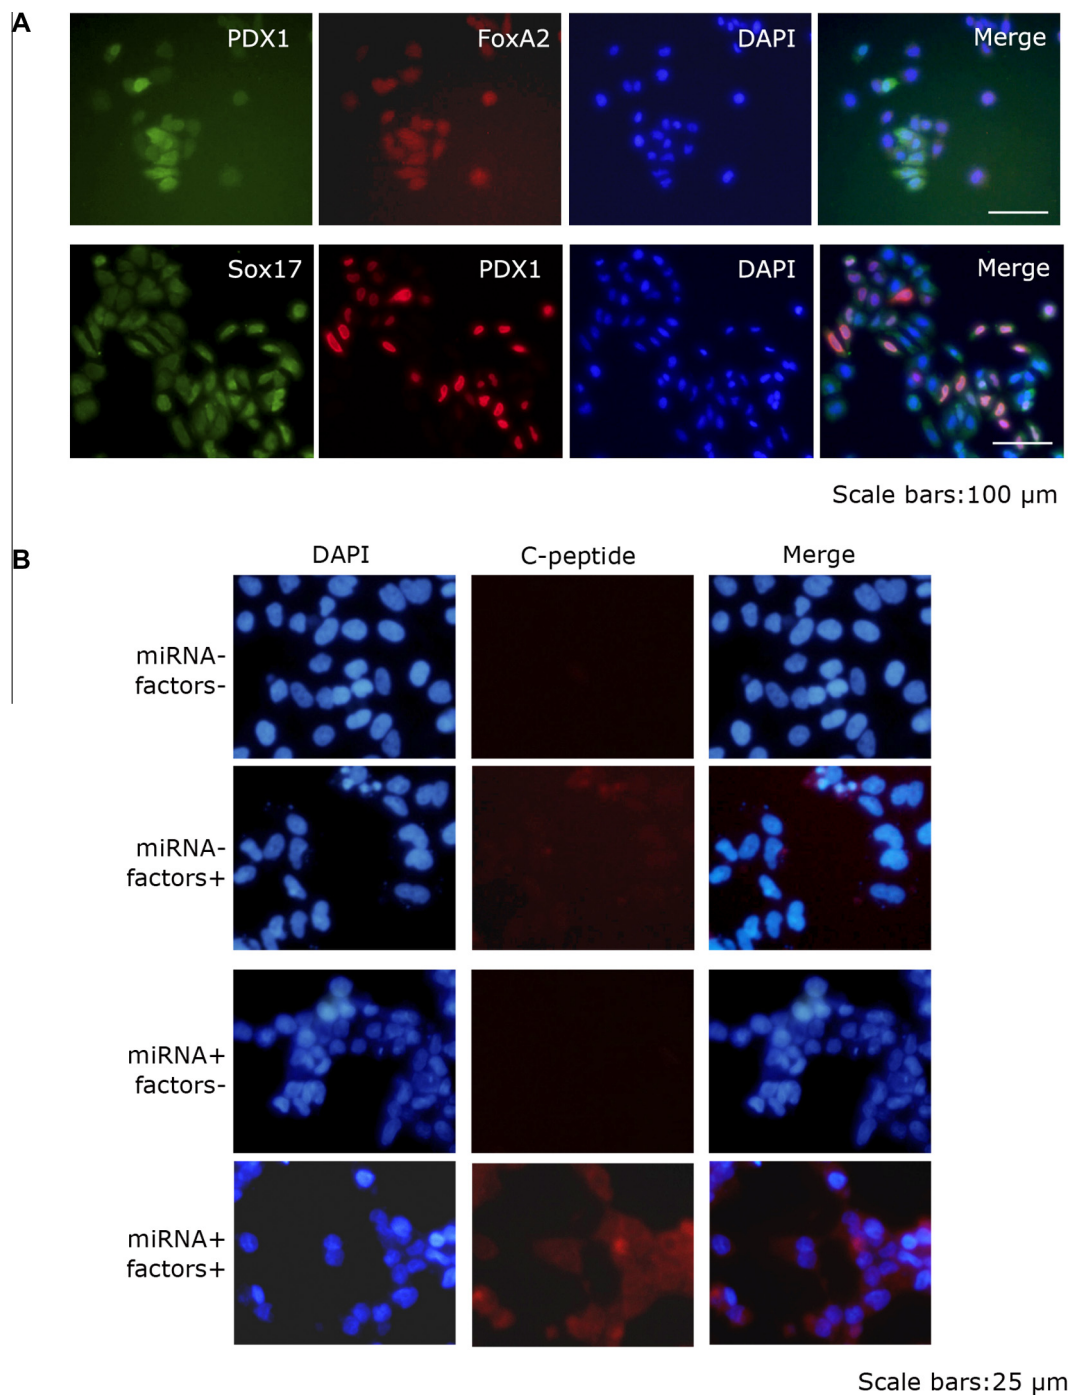 A
PDX1 FoxA2 DAPI Merge
Sox17 PDX1 DAPI Merge
Scale bars:100 µm
B
DAPI C-peptide Merge
miRNA-
factors-
miRNA-
factors+
miRNA+
factors-
miRNA+
factors+
Scale bars:25 µm